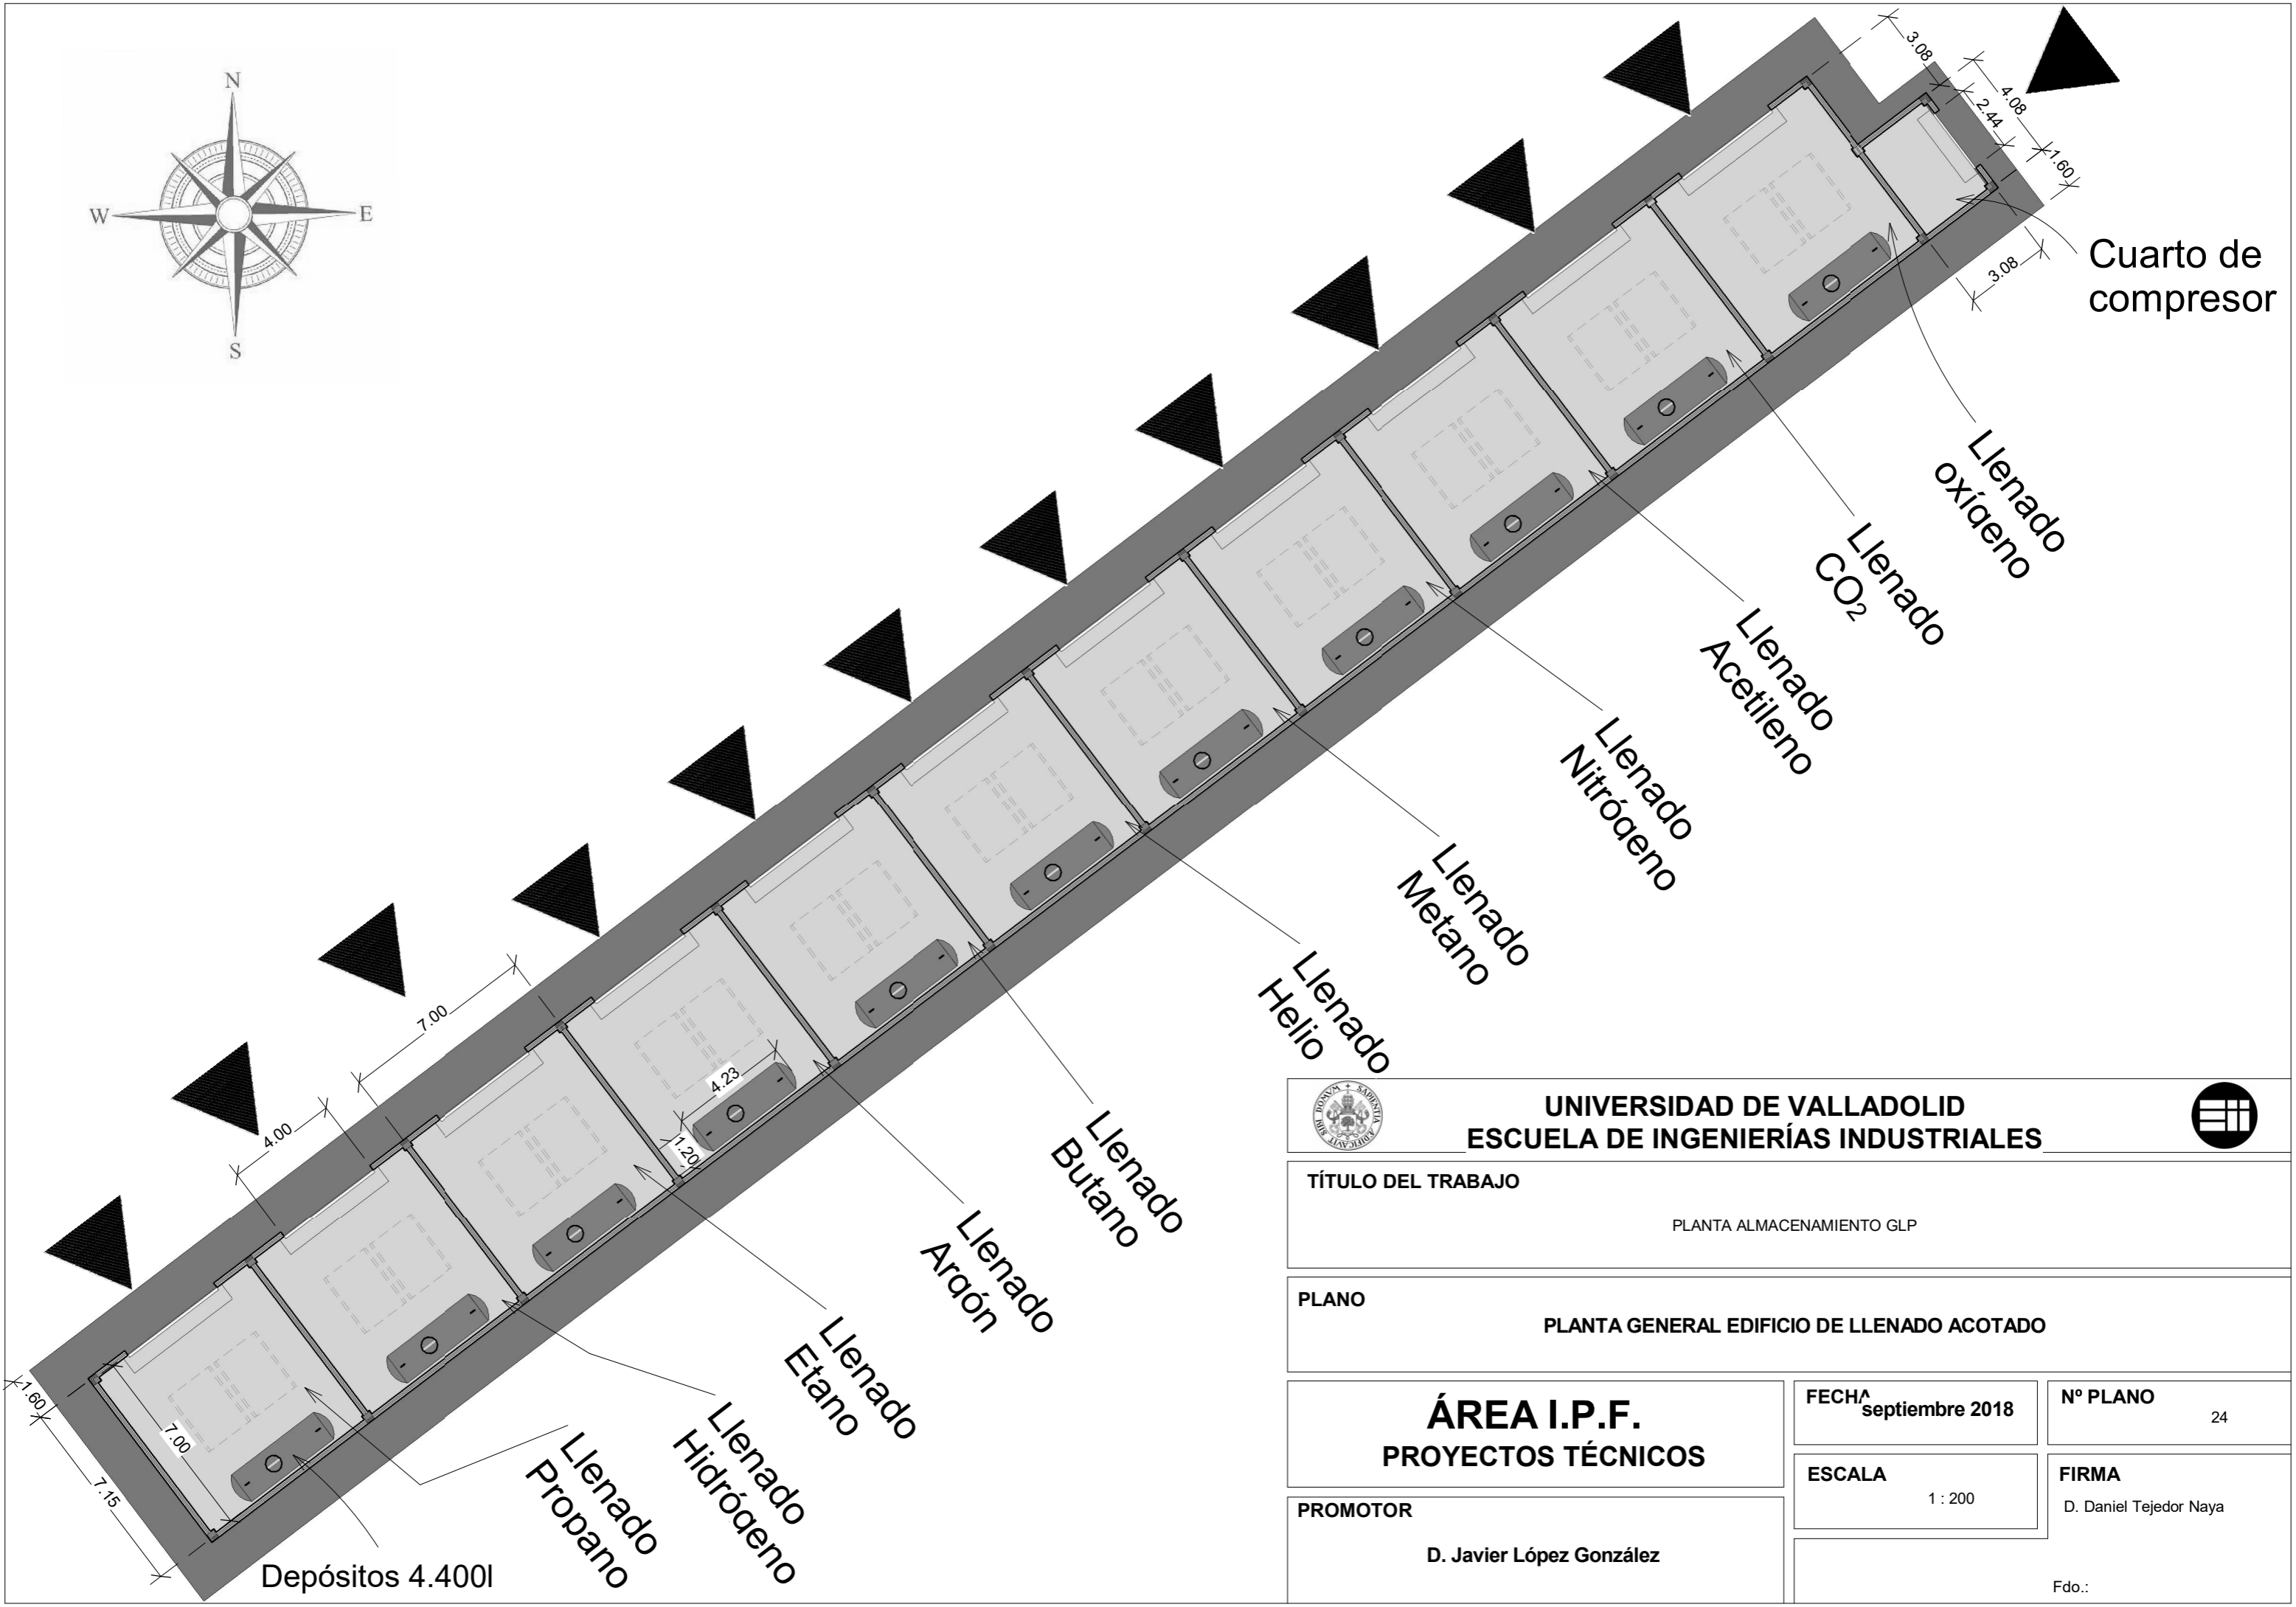 N
W
E
S
3.08
4.08
2.44
1.60
3.08
Cuarto de
compresor
Llenado
oxígeno
Llenado
CO2
Llenado
Acetileno
Llenado
Nitrógeno
Llenado
Metano
Llenado
Helio
Llenado
Butano
Llenado
Argón
Llenado
Etano
Llenado
Hidrógeno
Llenado
Propano
7.00
4.00
4.23
1.20
1.60
7.00
7.15
Depósitos 4.400l
UNIVERSIDAD DE VALLADOLID
ESCUELA DE INGENIERÍAS INDUSTRIALES
TÍTULO DEL TRABAJO
PLANTA ALMACENAMIENTO GLP
PLANO
PLANTA GENERAL EDIFICIO DE LLENADO ACOTADO
ÁREA I.P.F.
PROYECTOS TÉCNICOS
FECHA
septiembre 2018
Nº PLANO
24
ESCALA
1 : 200
FIRMA
D. Daniel Tejedor Naya
PROMOTOR
D. Javier López González
Fdo.: